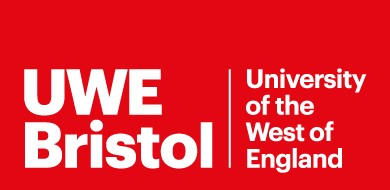 UWE
Bristol
University
of the
West of
England